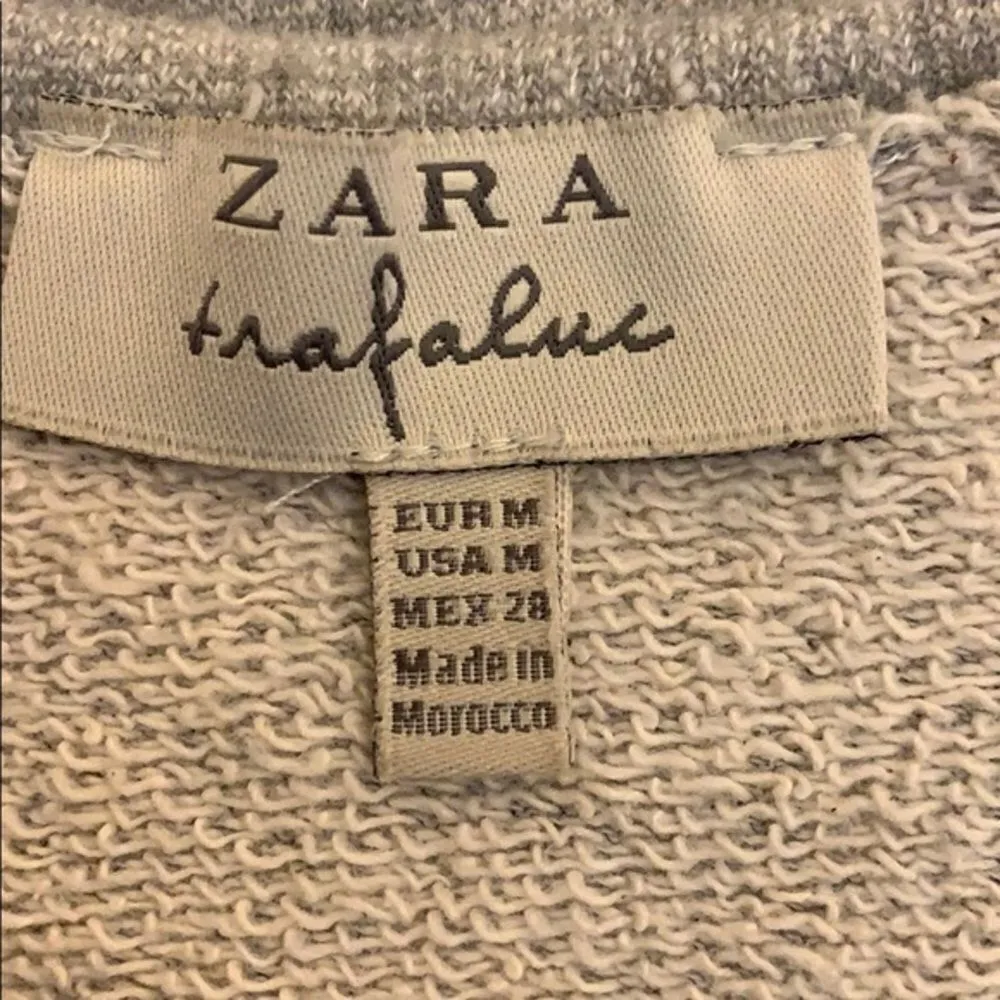 ZARA
trafaluc
EUR M
USA M
MEX 28
Made in
Morocco